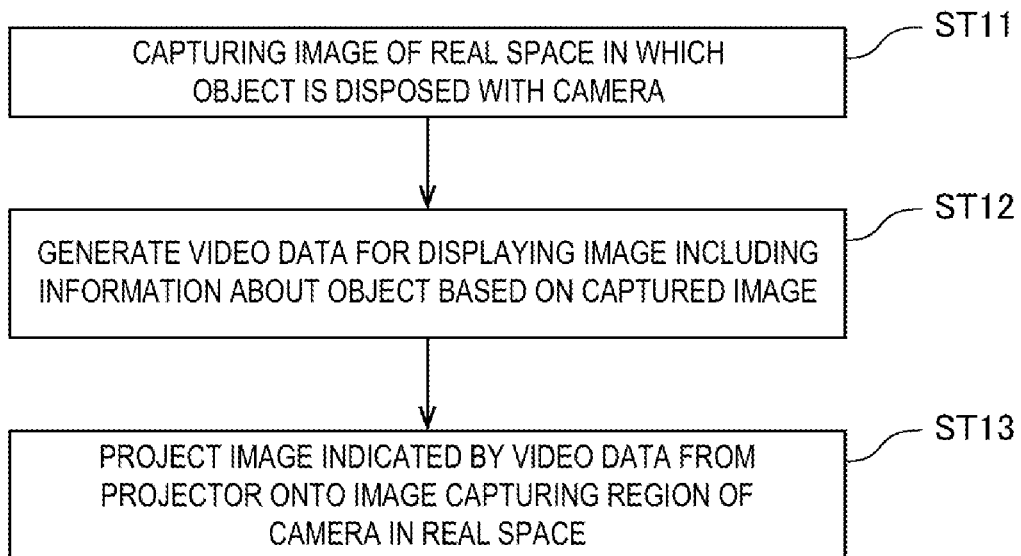 ST11
CAPTURING IMAGE OF REAL SPACE IN WHICH
OBJECT IS DISPOSED WITH CAMERA
ST12
GENERATE VIDEO DATA FOR DISPLAYING IMAGE INCLUDING
INFORMATION ABOUT OBJECT BASED ON CAPTURED IMAGE
ST13
PROJECT IMAGE INDICATED BY VIDEO DATA FROM
PROJECTOR ONTO IMAGE CAPTURING REGION OF
CAMERA IN REAL SPACE